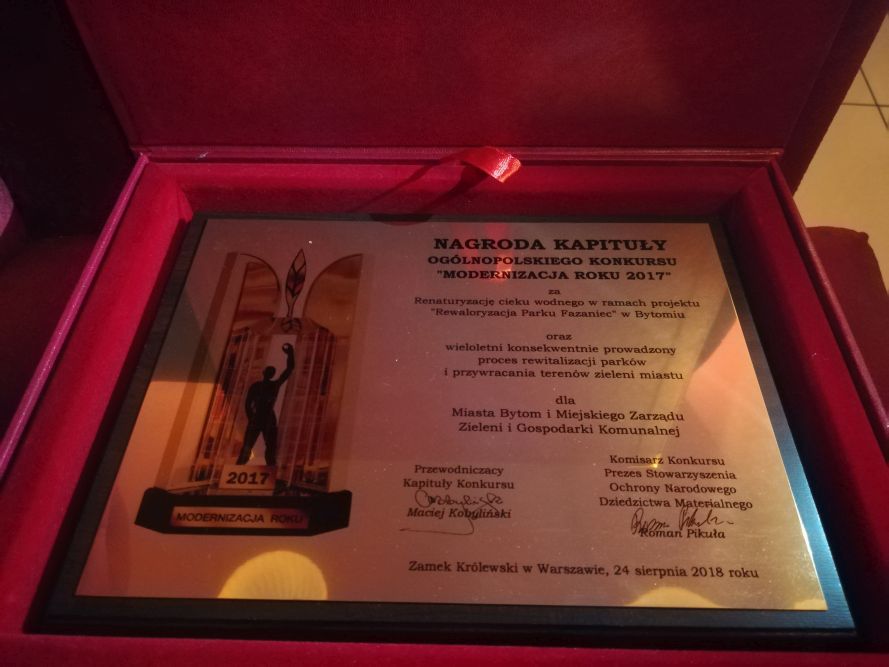 NAGRODA KAPITUŁY
OGÓLNOPOLSKIEGO KONKURSU
"MODERNIZACJA ROKU 2017"
za
Renaturyzację cieku wodnego w ramach projektu
"Rewaloryzacja Parku Fazaniec" w Bytomiu
oraz
wieloletni konsekwentnie prowadzony
proces rewitalizacji parków
i przywracania terenów zieleni miastu
dla
Miasta Bytom i Miejskiego Zarządu
Zieleni i Gospodarki Komunalnej
Przewodniczący
Kapituły Konkursu
Maciej Kobyliński
Komisarz Konkursu
Prezes Stowarzyszenia
Ochrony Narodowego
Dziedzictwa Materialnego
Roman Pikuła
Zamek Królewski w Warszawie, 24 sierpnia 2018 roku
2017
MODERNIZACJA ROKU